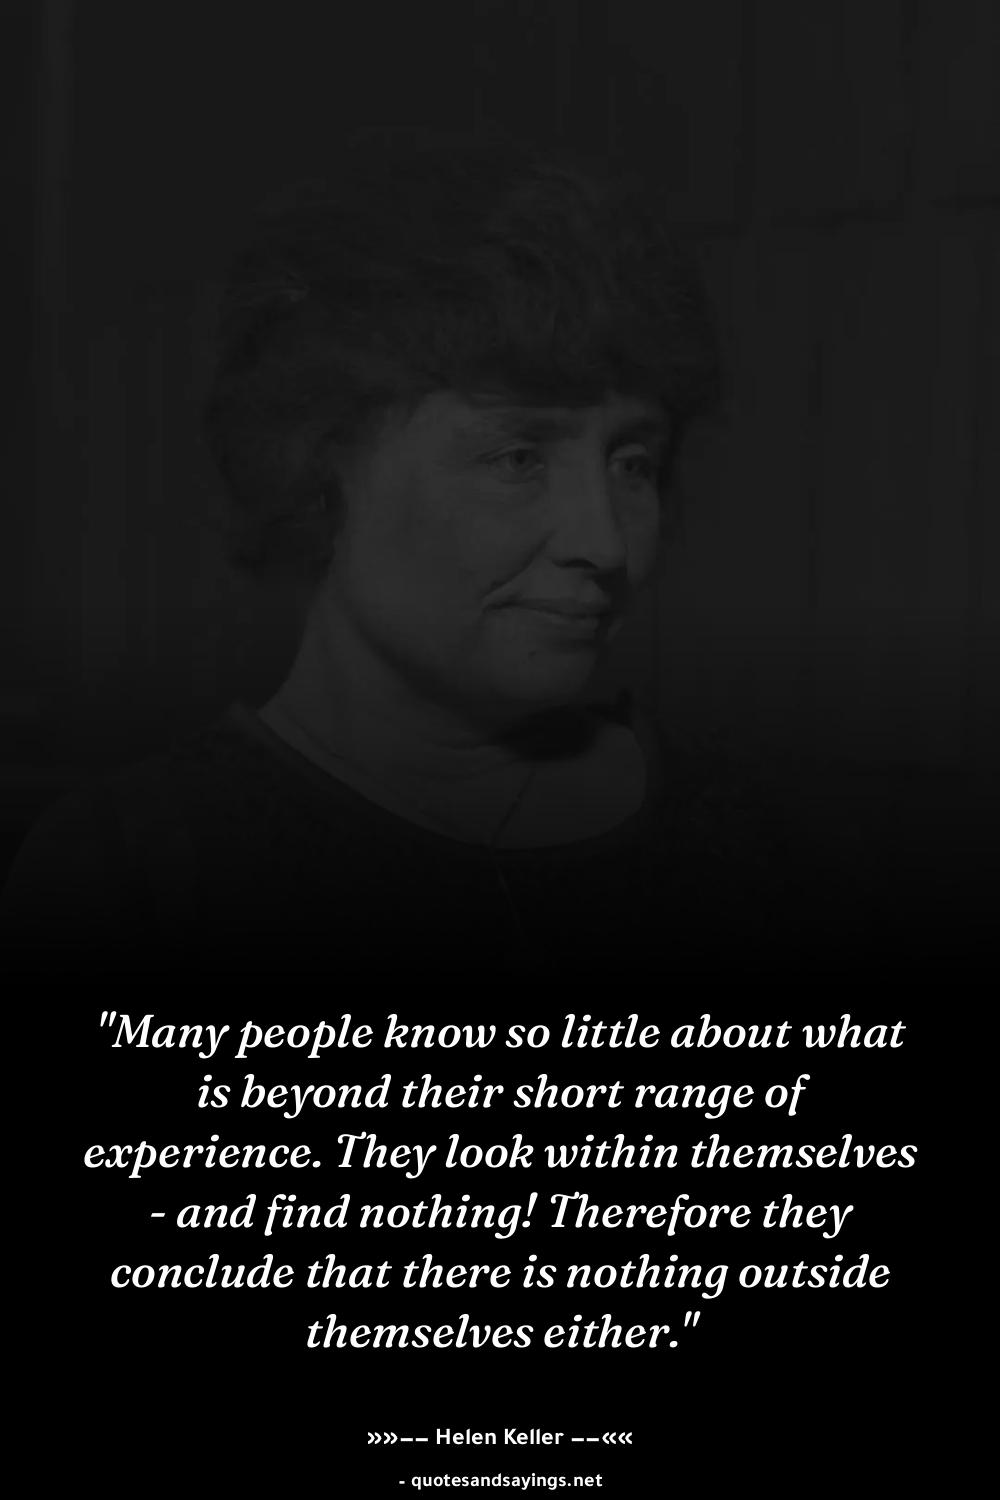 "Many people know so little about what
is beyond their short range of
experience. They look within themselves
- and find nothing! Therefore they
conclude that there is nothing outside
themselves either."
»»−− Helen Keller −−««
- quotesandsayings.net